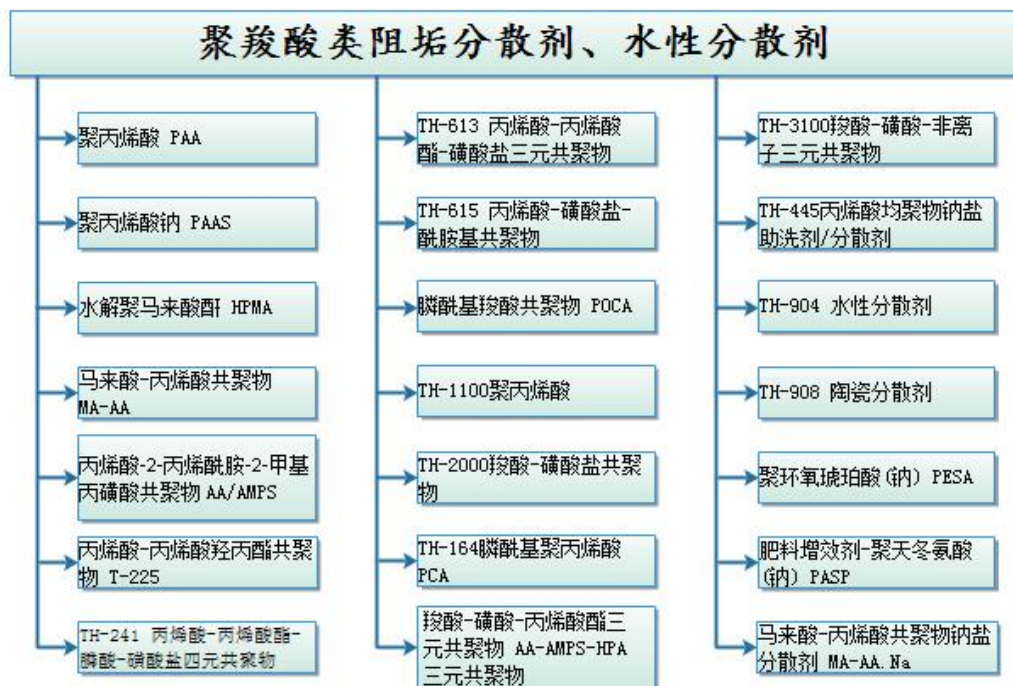 聚羧酸类阻垢分散剂、水性分散剂
聚丙烯酸 PAA
聚丙烯酸钠 PAAS
水解聚马来酸酐 HPMA
马来酸-丙烯酸共聚物
MA-AA
丙烯酸-2-丙烯酰胺-2-甲基
丙磺酸共聚物 AA/AMPS
丙烯酸-丙烯酸羟丙酯共聚
物 T-225
TH-241 丙烯酸-丙烯酸酯-
膦酸-磺酸盐四元共聚物
TH-613 丙烯酸-丙烯酸
酯-磺酸盐三元共聚物
TH-615 丙烯酸-磺酸盐-
酰胺基共聚物
膦酰基羧酸共聚物 POCA
TH-1100聚丙烯酸
TH-2000羧酸-磺酸盐共聚
物
TH-164膦酰基聚丙烯酸
PCA
羧酸-磺酸-丙烯酸酯三
元共聚物 AA-AMPS-HPA
三元共聚物
TH-3100羧酸-磺酸-非离
子三元共聚物
TH-445丙烯酸均聚物钠盐
助洗剂/分散剂
TH-904 水性分散剂
TH-908 陶瓷分散剂
聚环氧琥珀酸(钠) PESA
肥料增效剂-聚天冬氨酸
(钠) PASP
马来酸-丙烯酸共聚物钠盐
分散剂 MA-AA.Na